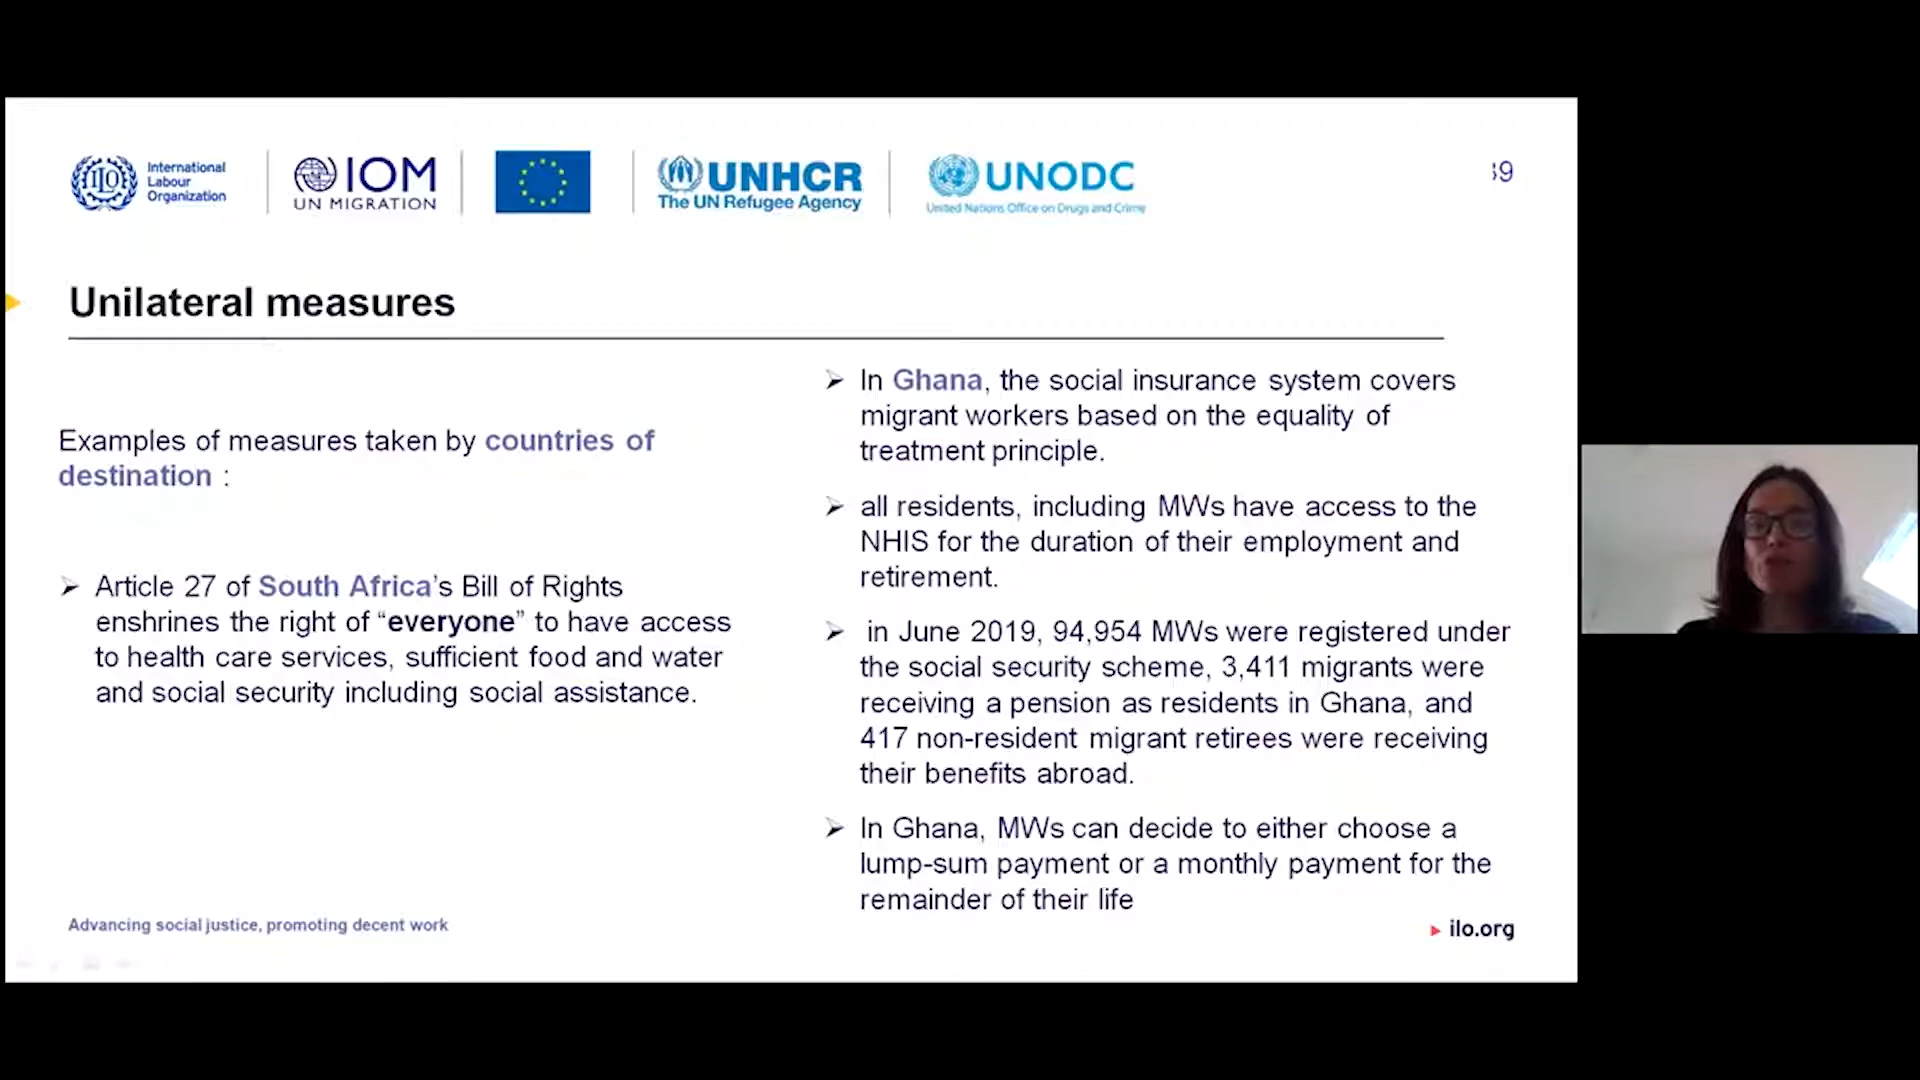 International
Labour
Organization
IOM
UN MIGRATION
UNHCR
The UN Refugee Agency
UNODC
United Nations Office on Drugs and Crime
Unilateral measures
Examples of measures taken by countries of
destination :
➢ Article 27 of South Africa’s Bill of Rights
enshrines the right of “everyone” to have access
to health care services, sufficient food and water
and social security including social assistance.
➢ In Ghana, the social insurance system covers
migrant workers based on the equality of
treatment principle.
➢ all residents, including MWs have access to the
NHIS for the duration of their employment and
retirement.
➢ in June 2019, 94,954 MWs were registered under
the social security scheme, 3,411 migrants were
receiving a pension as residents in Ghana, and
417 non-resident migrant retirees were receiving
their benefits abroad.
➢ In Ghana, MWs can decide to either choose a
lump-sum payment or a monthly payment for the
remainder of their life
Advancing social justice, promoting decent work
ilo.org